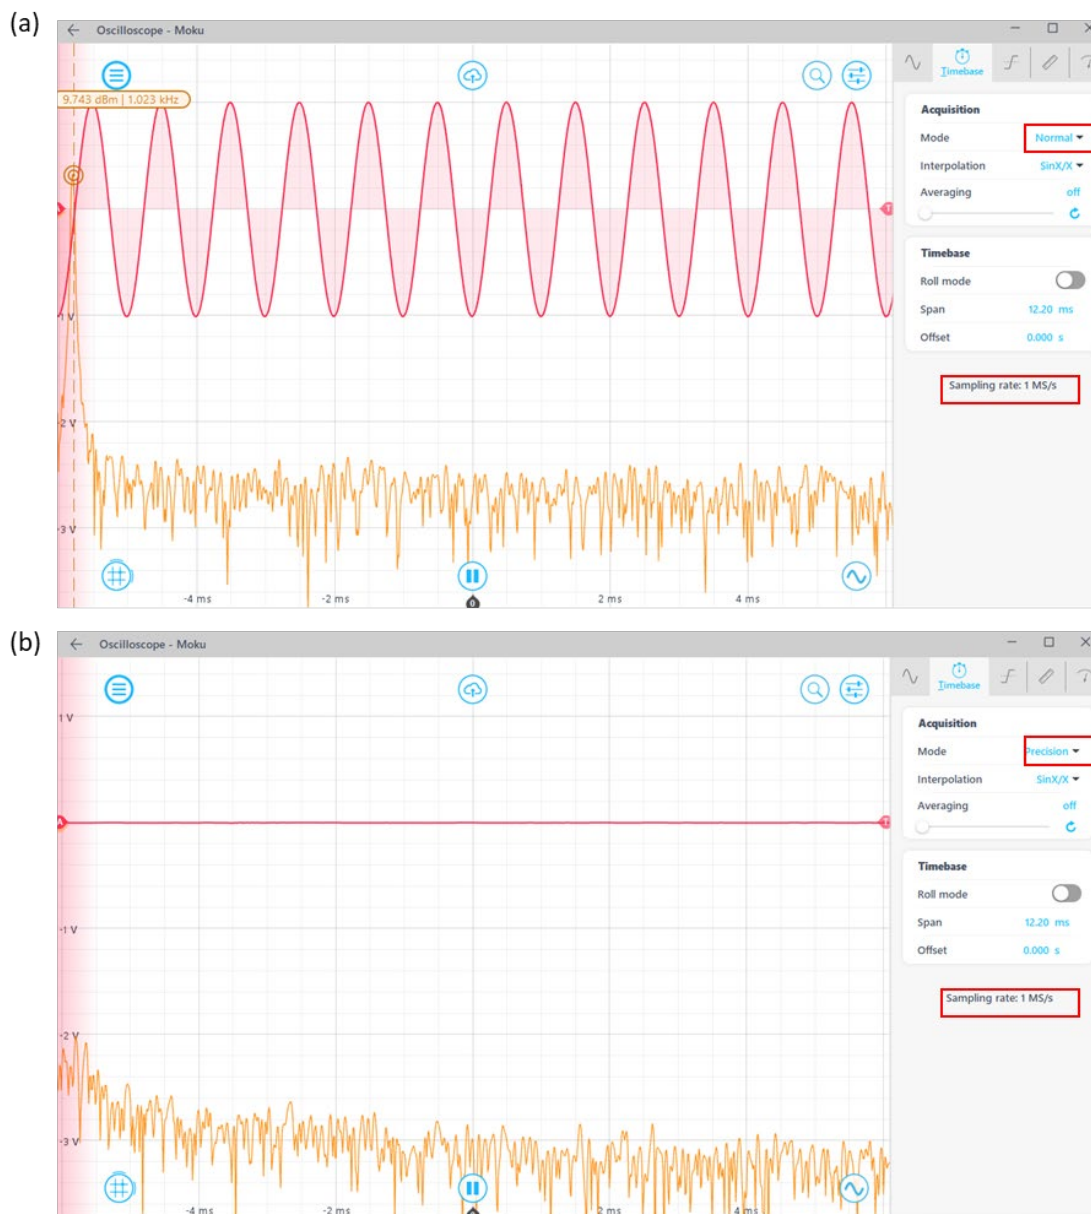 (a)
Oscilloscope - Moku
Timebase
9.743 dBm | 1.023 kHz
Acquisition
Mode Normal
Interpolation SinX/X
Averaging off
A
T
Timebase
Roll mode
Span 12.20 ms
Offset 0.000 s
-1 V
Sampling rate: 1 MS/s
-2 V
-3 V
-4 ms -2 ms 0 2 ms 4 ms
(b)
Oscilloscope - Moku
Timebase
1 V
Acquisition
Mode Precision
Interpolation SinX/X
Averaging off
A
T
Timebase
Roll mode
Span 12.20 ms
Offset 0.000 s
-1 V
Sampling rate: 1 MS/s
-2 V
-3 V
-4 ms -2 ms 2 ms 4 ms